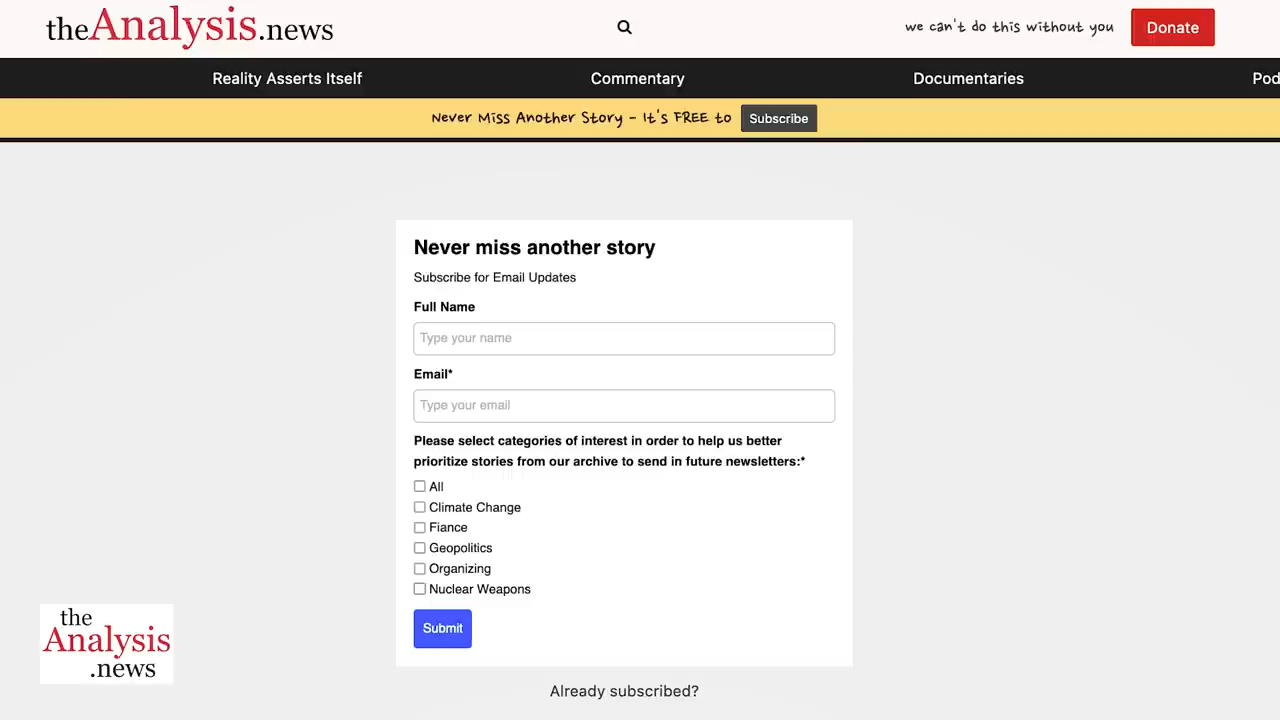 theAnalysis.news
we can't do this without you
Donate
Reality Asserts Itself
Commentary
Documentaries
Pod
Never Miss Another Story - It's FREE to
Subscribe
Never miss another story
Subscribe for Email Updates
Full Name
Type your name
Email*
Type your email
Please select categories of interest in order to help us better
prioritize stories from our archive to send in future newsletters:*
All
Climate Change
Fiance
Geopolitics
Organizing
Nuclear Weapons
Submit
Already subscribed?
the
Analysis
.news